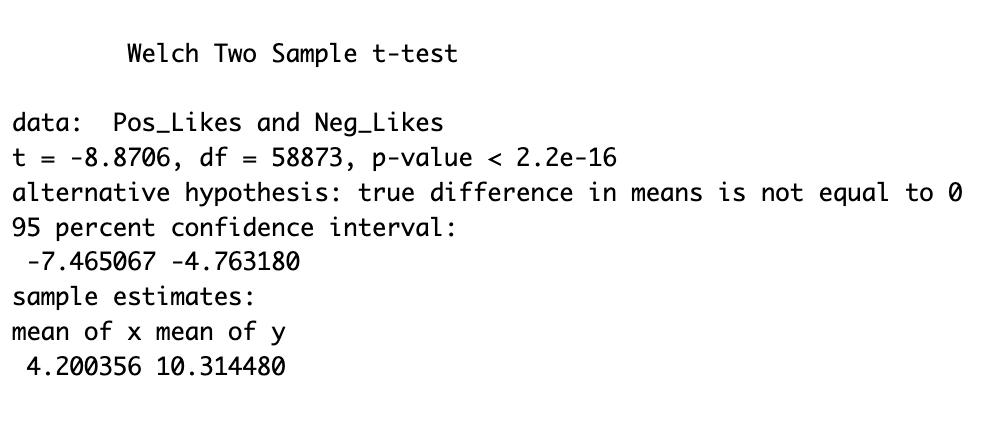 Welch Two Sample t-test
data:  Pos_Likes and Neg_Likes
t = -8.8706, df = 58873, p-value < 2.2e-16
alternative hypothesis: true difference in means is not equal to 0
95 percent confidence interval:
 -7.465067 -4.763180
sample estimates:
mean of x mean of y
 4.200356 10.314480